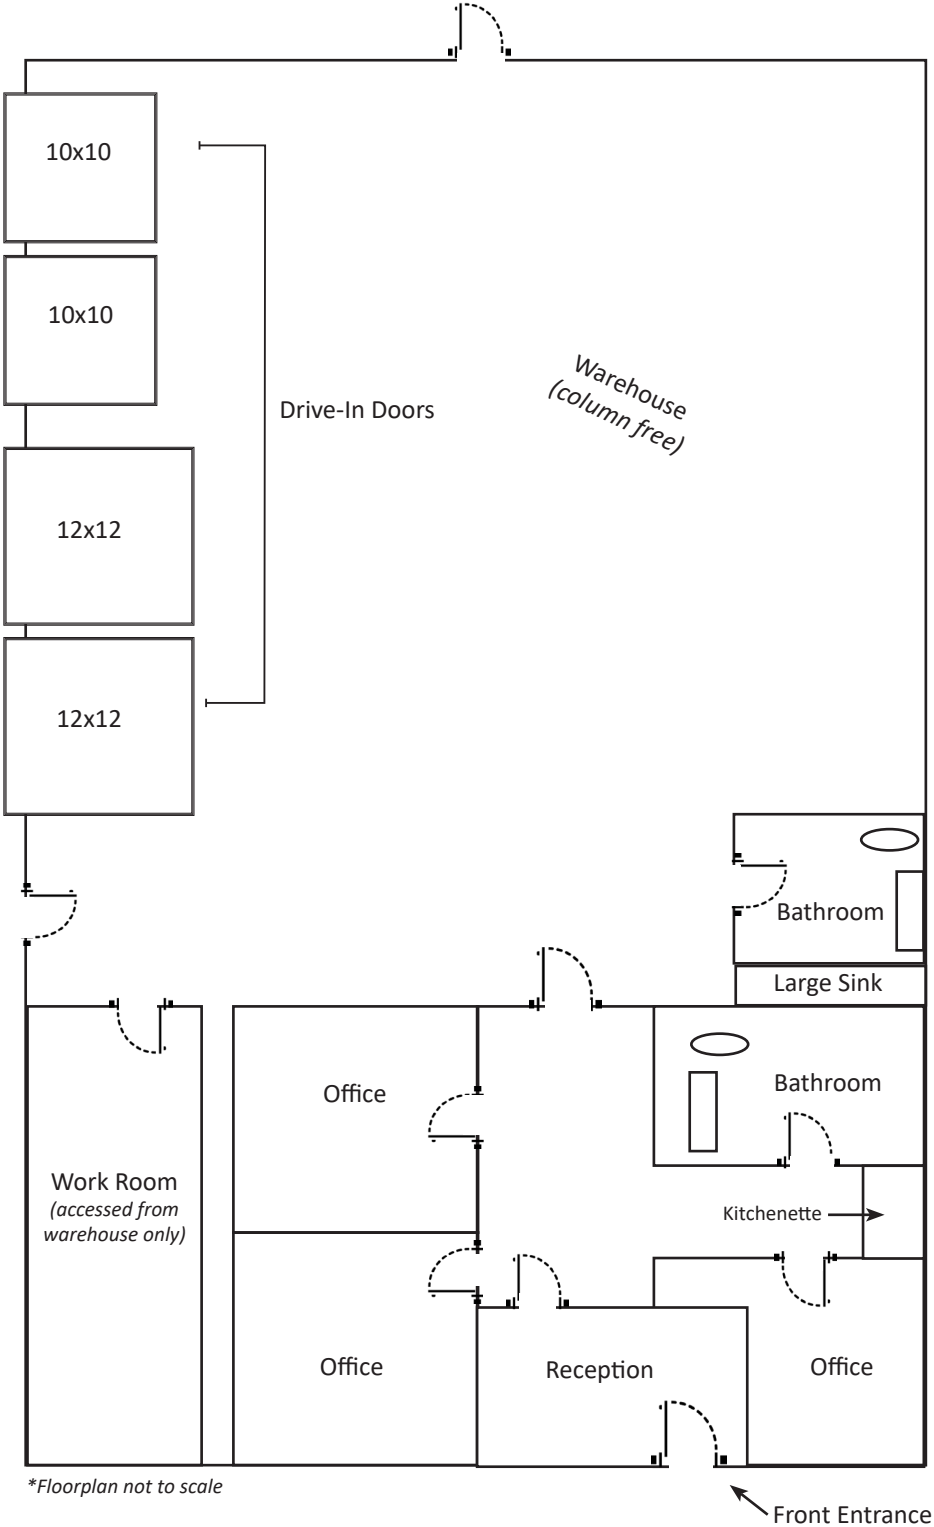 10x10
10x10
Drive-In Doors
Warehouse
(column free)
12x12
12x12
Bathroom
Large Sink
Office
Bathroom
Work Room
(accessed from
warehouse only)
Kitchenette
Office
Reception
Office
*Floorplan not to scale
Front Entrance